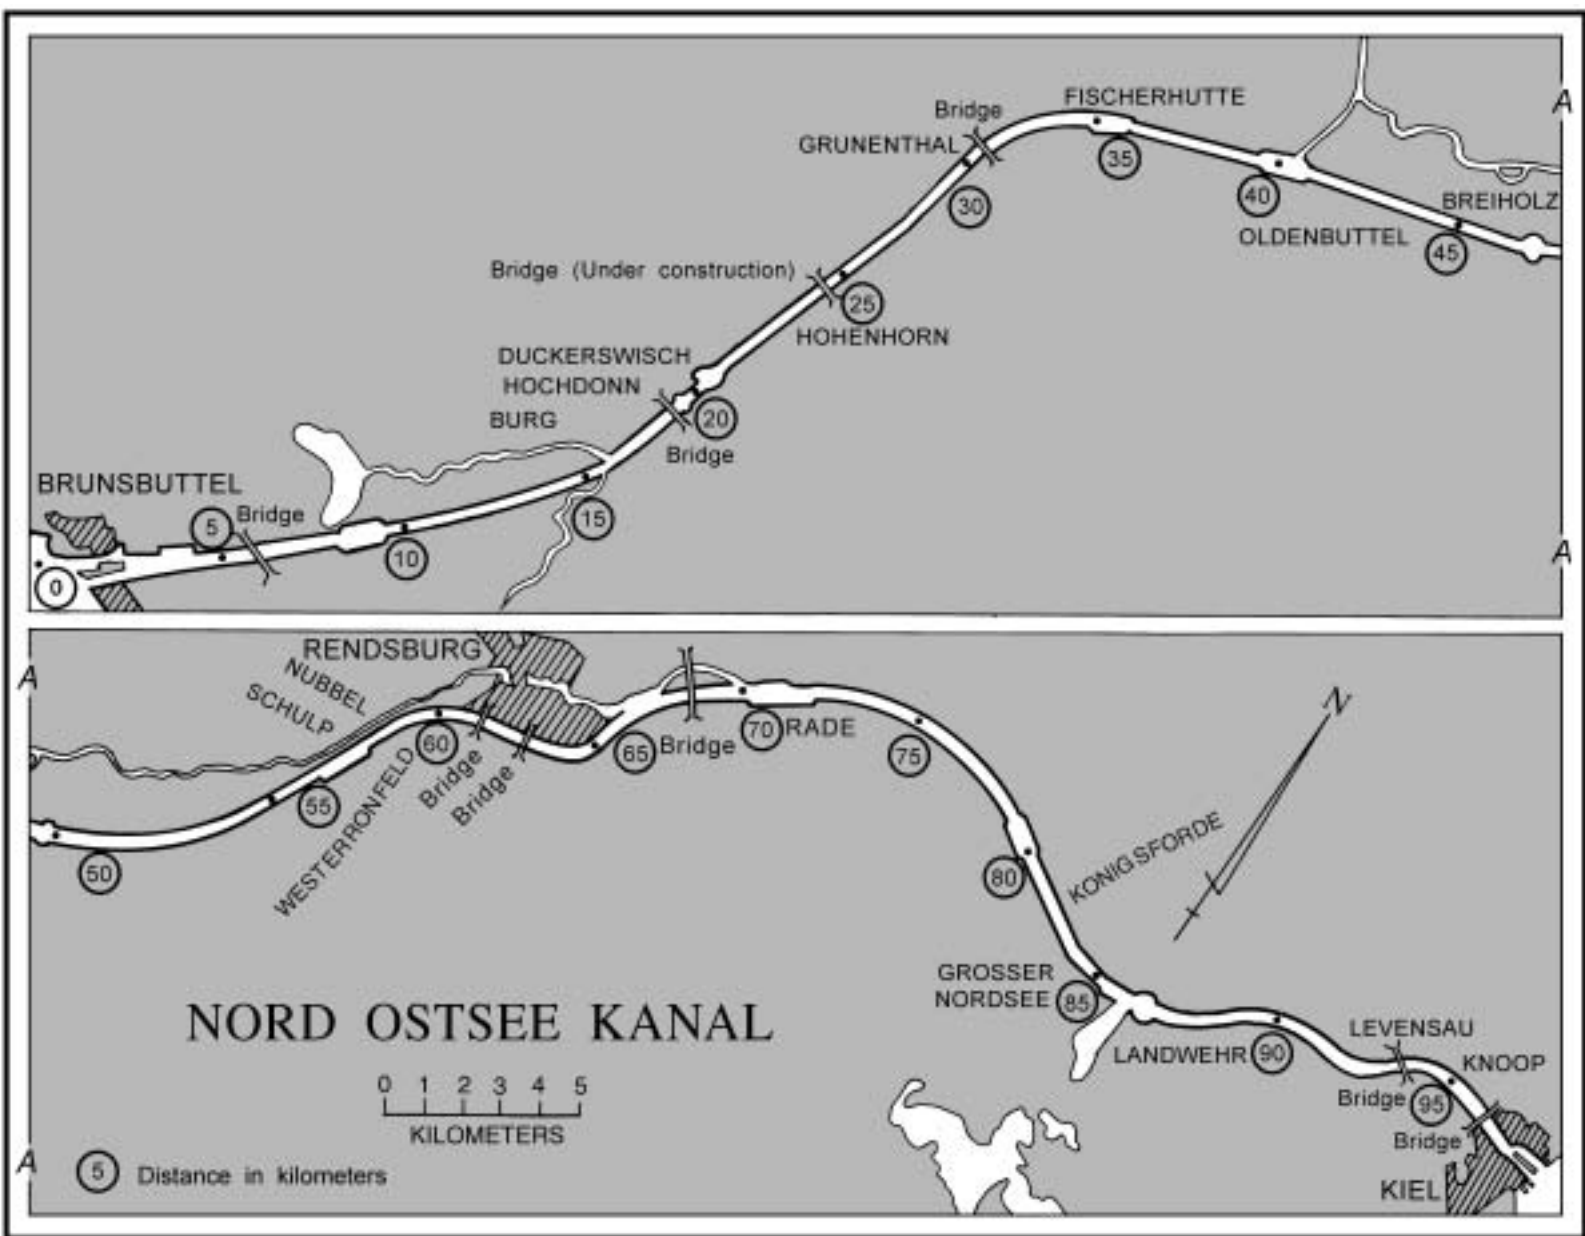 A
FISCHERHUTTE
Bridge
GRUNENTHAL
35
40
30
BREIHOLZ
OLDENBUTTEL
45
Bridge (Under construction)
25
HOHENHORN
DUCKERSWISCH
HOCHDONN
20
BURG
Bridge
BRUNSBUTTEL
5
Bridge
15
10
A
0
RENDSBURG
A
NUBBEL
SCHULP
N
60
65
Bridge
70
RADE
75
Bridge
Bridge
55
WESTERRONFELD
50
80
KONIGSFORDE
GROSSER
NORDSEE
85
NORD OSTSEE KANAL
LEVENSAU
LANDWEHR
90
KNOOP
0 1 2 3 4 5
KILOMETERS
Bridge
95
Bridge
A
5
Distance in kilometers
KIEL